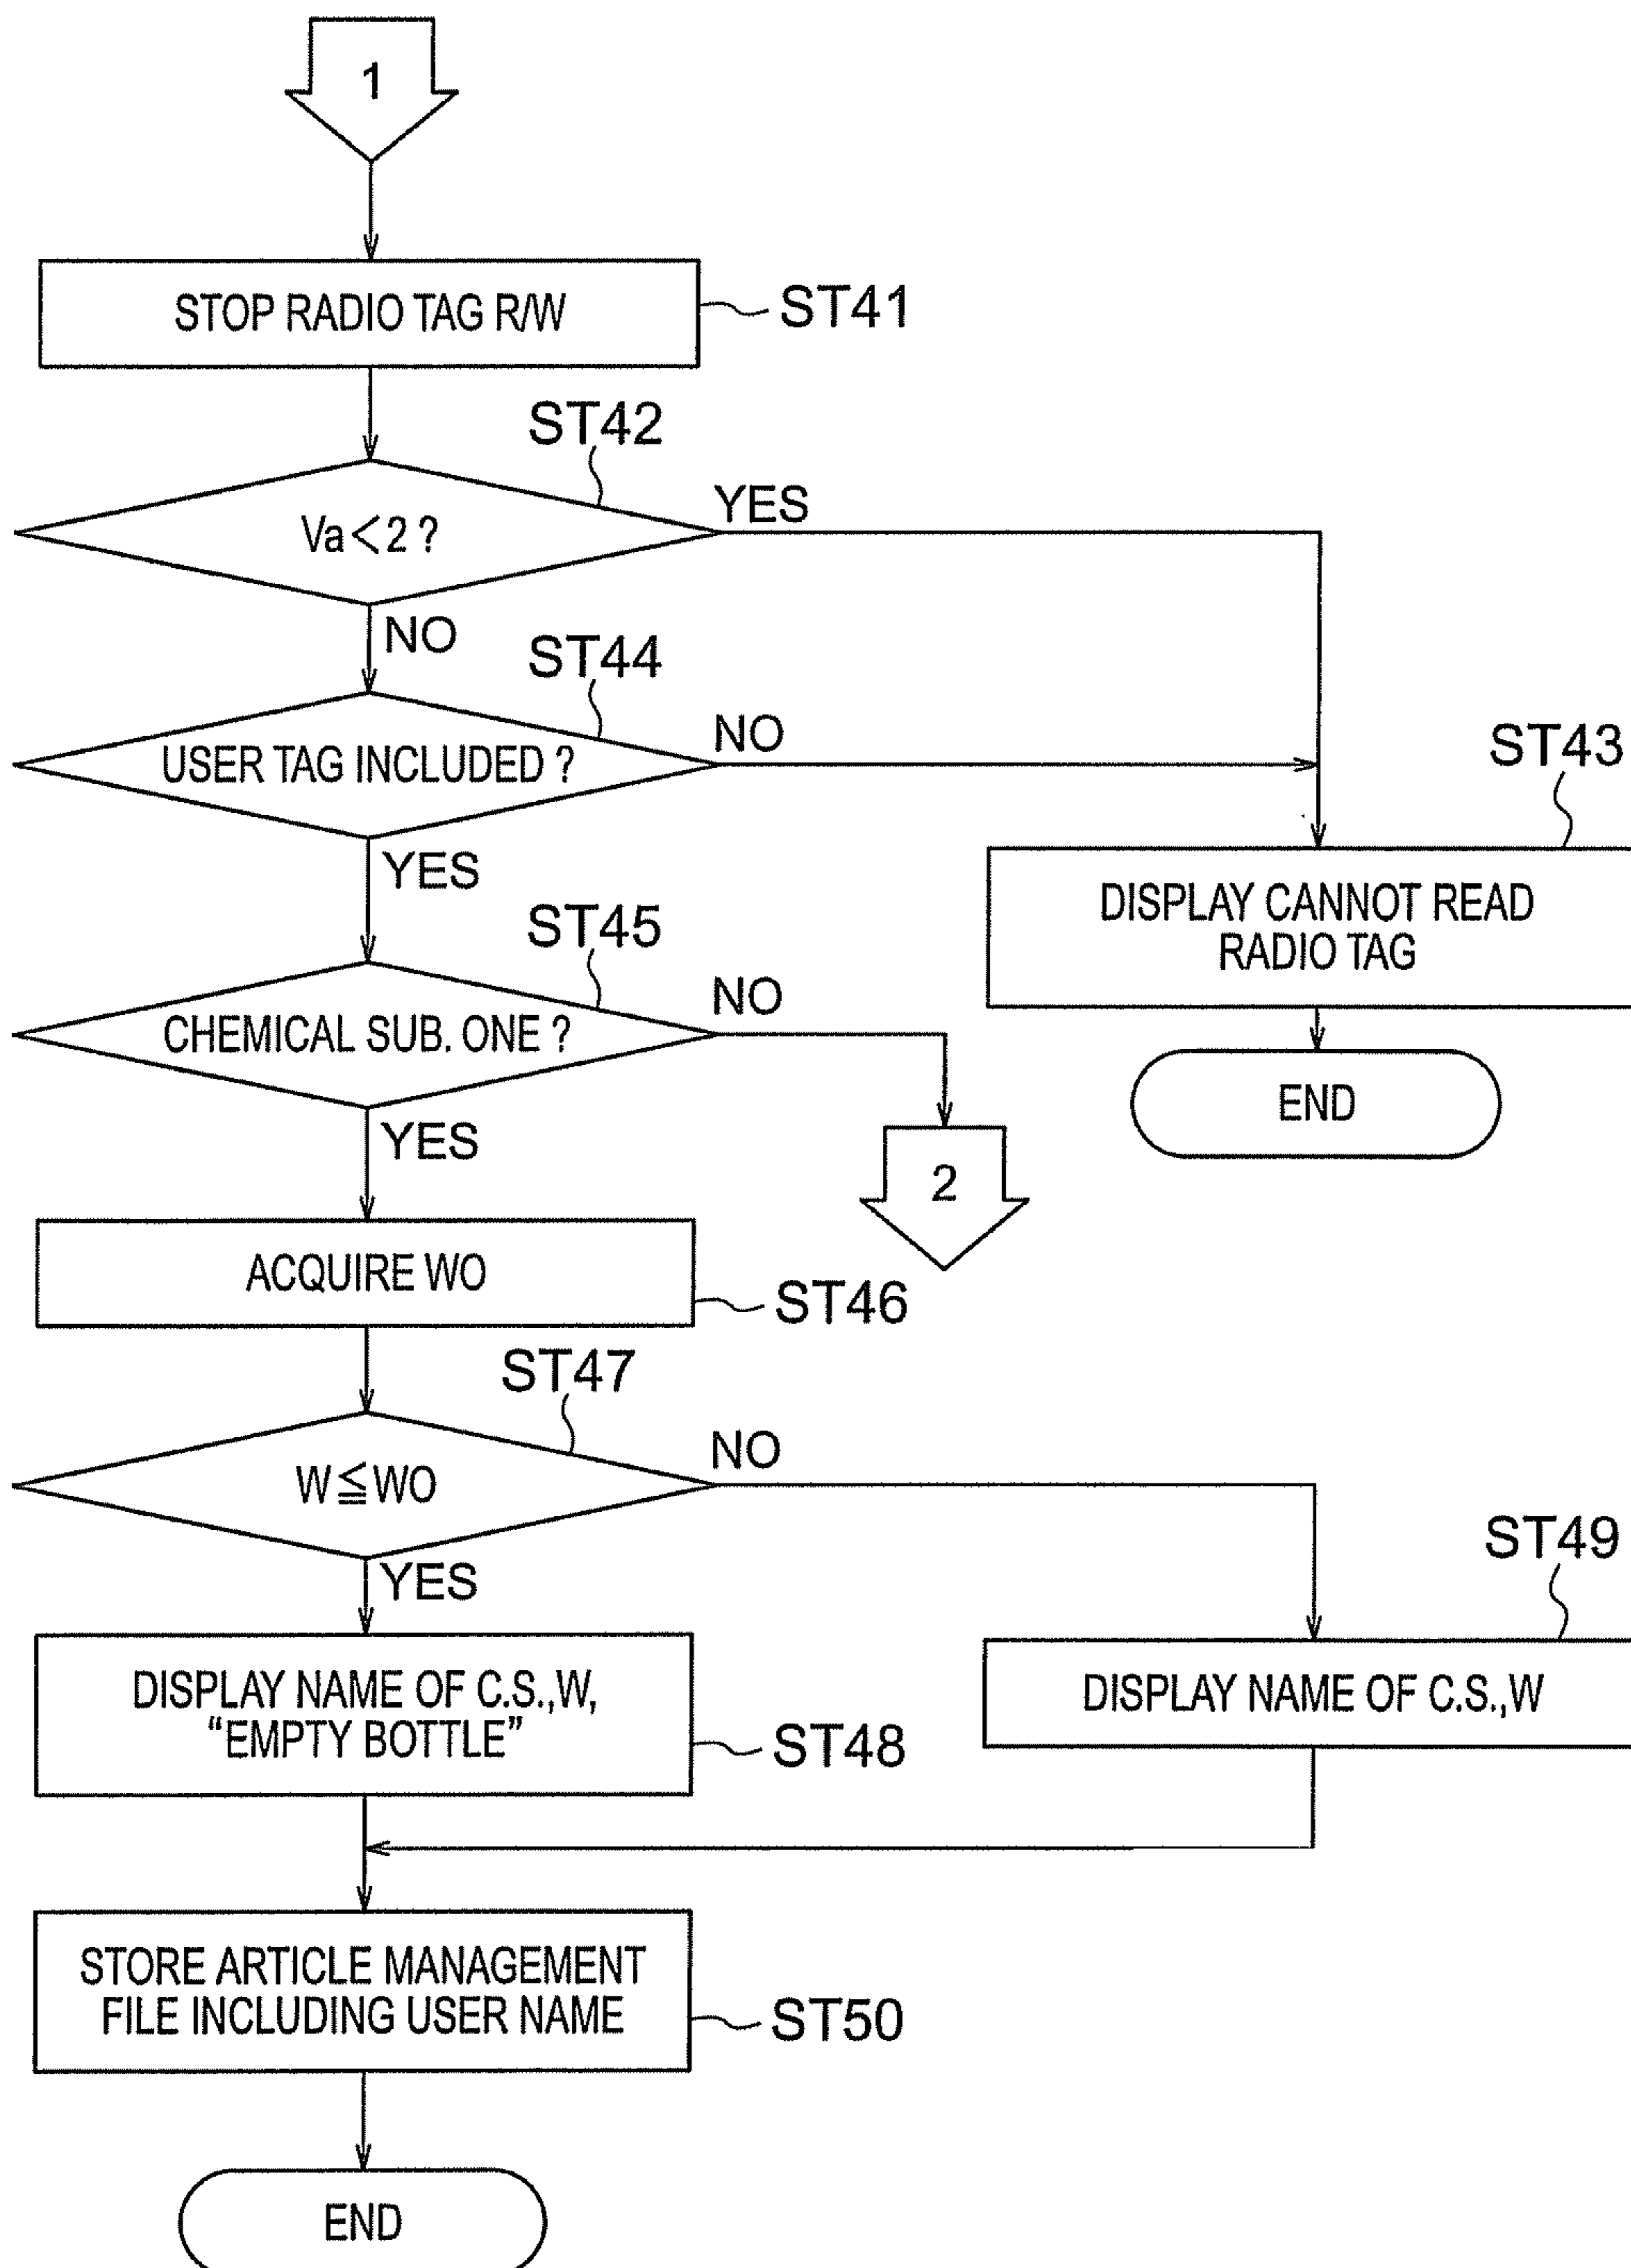 1
STOP RADIO TAG R/W
ST41
ST42
Va<2 ?
YES
NO
ST44
USER TAG INCLUDED ?
NO
YES
ST43
DISPLAY CANNOT READ
RADIO TAG
END
ST45
CHEMICAL SUB. ONE ?
NO
YES
2
ACQUIRE WO
ST46
ST47
W≦WO
NO
YES
ST49
DISPLAY NAME OF C.S.,W
DISPLAY NAME OF C.S.,W,
“EMPTY BOTTLE”
ST48
STORE ARTICLE MANAGEMENT
FILE INCLUDING USER NAME
ST50
END